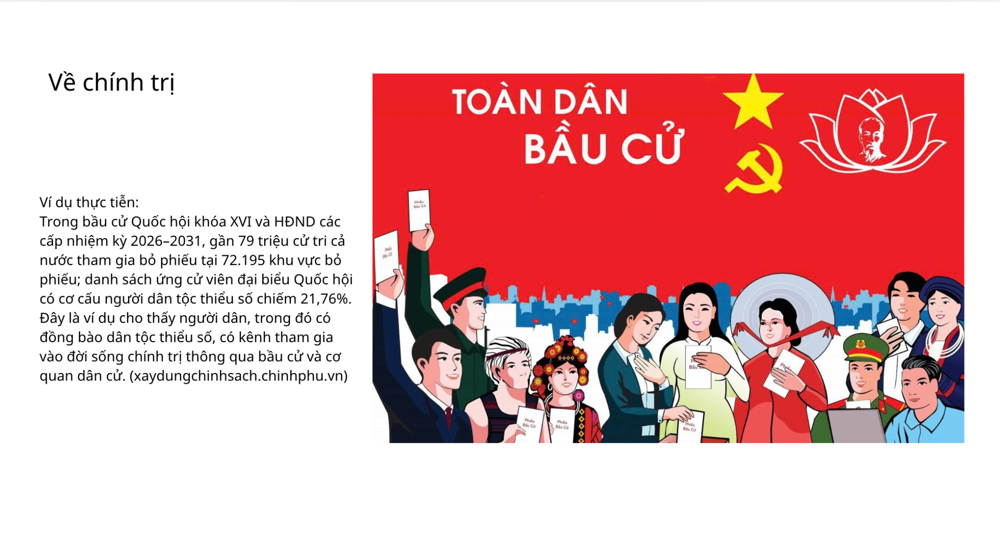 Về chính trị
Ví dụ thực tiễn:
Trong bầu cử Quốc hội khóa XVI và HĐND các
cấp nhiệm kỳ 2026–2031, gần 79 triệu cử tri cả
nước tham gia bỏ phiếu tại 72.195 khu vực bỏ
phiếu; danh sách ứng cử viên đại biểu Quốc hội
có cơ cấu người dân tộc thiểu số chiếm 21,76%.
Đây là ví dụ cho thấy người dân, trong đó có
đồng bào dân tộc thiểu số, có kênh tham gia
vào đời sống chính trị thông qua bầu cử và cơ
quan dân cử. (xaydungchinhsach.chinhphu.vn)
TOÀN DÂN
BẦU CỬ
Phiếu
Bầu Cử
Phiếu
Bầu Cử
Phiếu
Bầu Cử
Phiếu
Bầu Cử
Phiếu
Bầu Cử